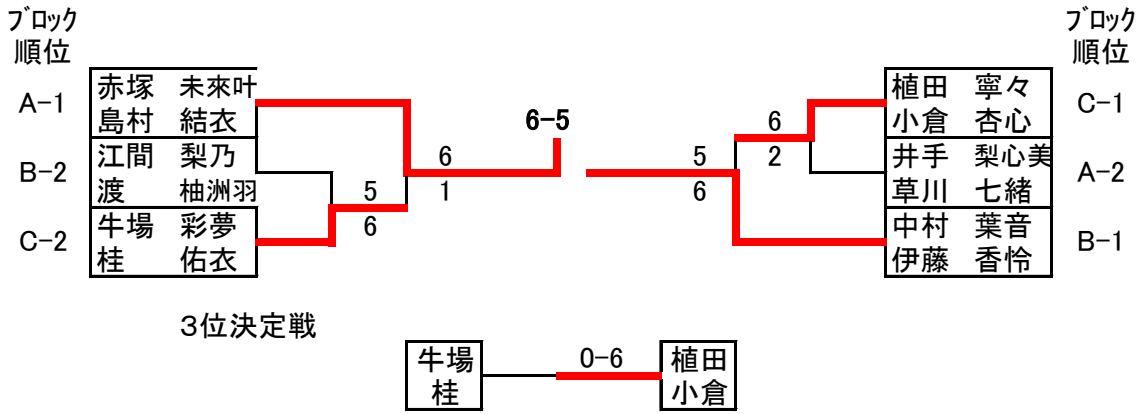 ブロック
順位
ブロック
順位
A-1
赤塚 未來叶
島村 結衣
B-2
江間 梨乃
渡 柚洲羽
C-2
牛場 彩夢
桂 佑衣
5
6
6
1
6-5
5
6
6
2
植田 寧々
小倉 杏心
C-1
井手 梨心美
草川 七緒
A-2
中村 葉音
伊藤 香怜
B-1
3位決定戦
牛場
桂
0-6
植田
小倉